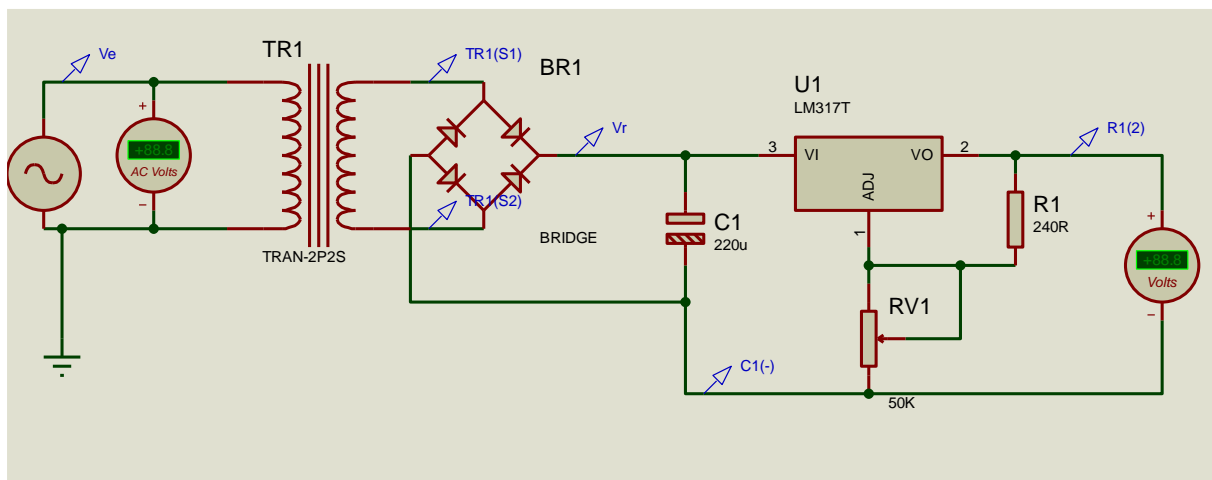 Ve
TR1
TR1(S1)
BR1
U1
LM317T
Vr
R1(2)
+
+88.8
AC Volts
−
3
VI
VO
2
ADJ
1
TR1(S2)
TRAN-2P2S
BRIDGE
C1
220u
R1
240R
+
+88.8
Volts
−
RV1
C1(-)
50K